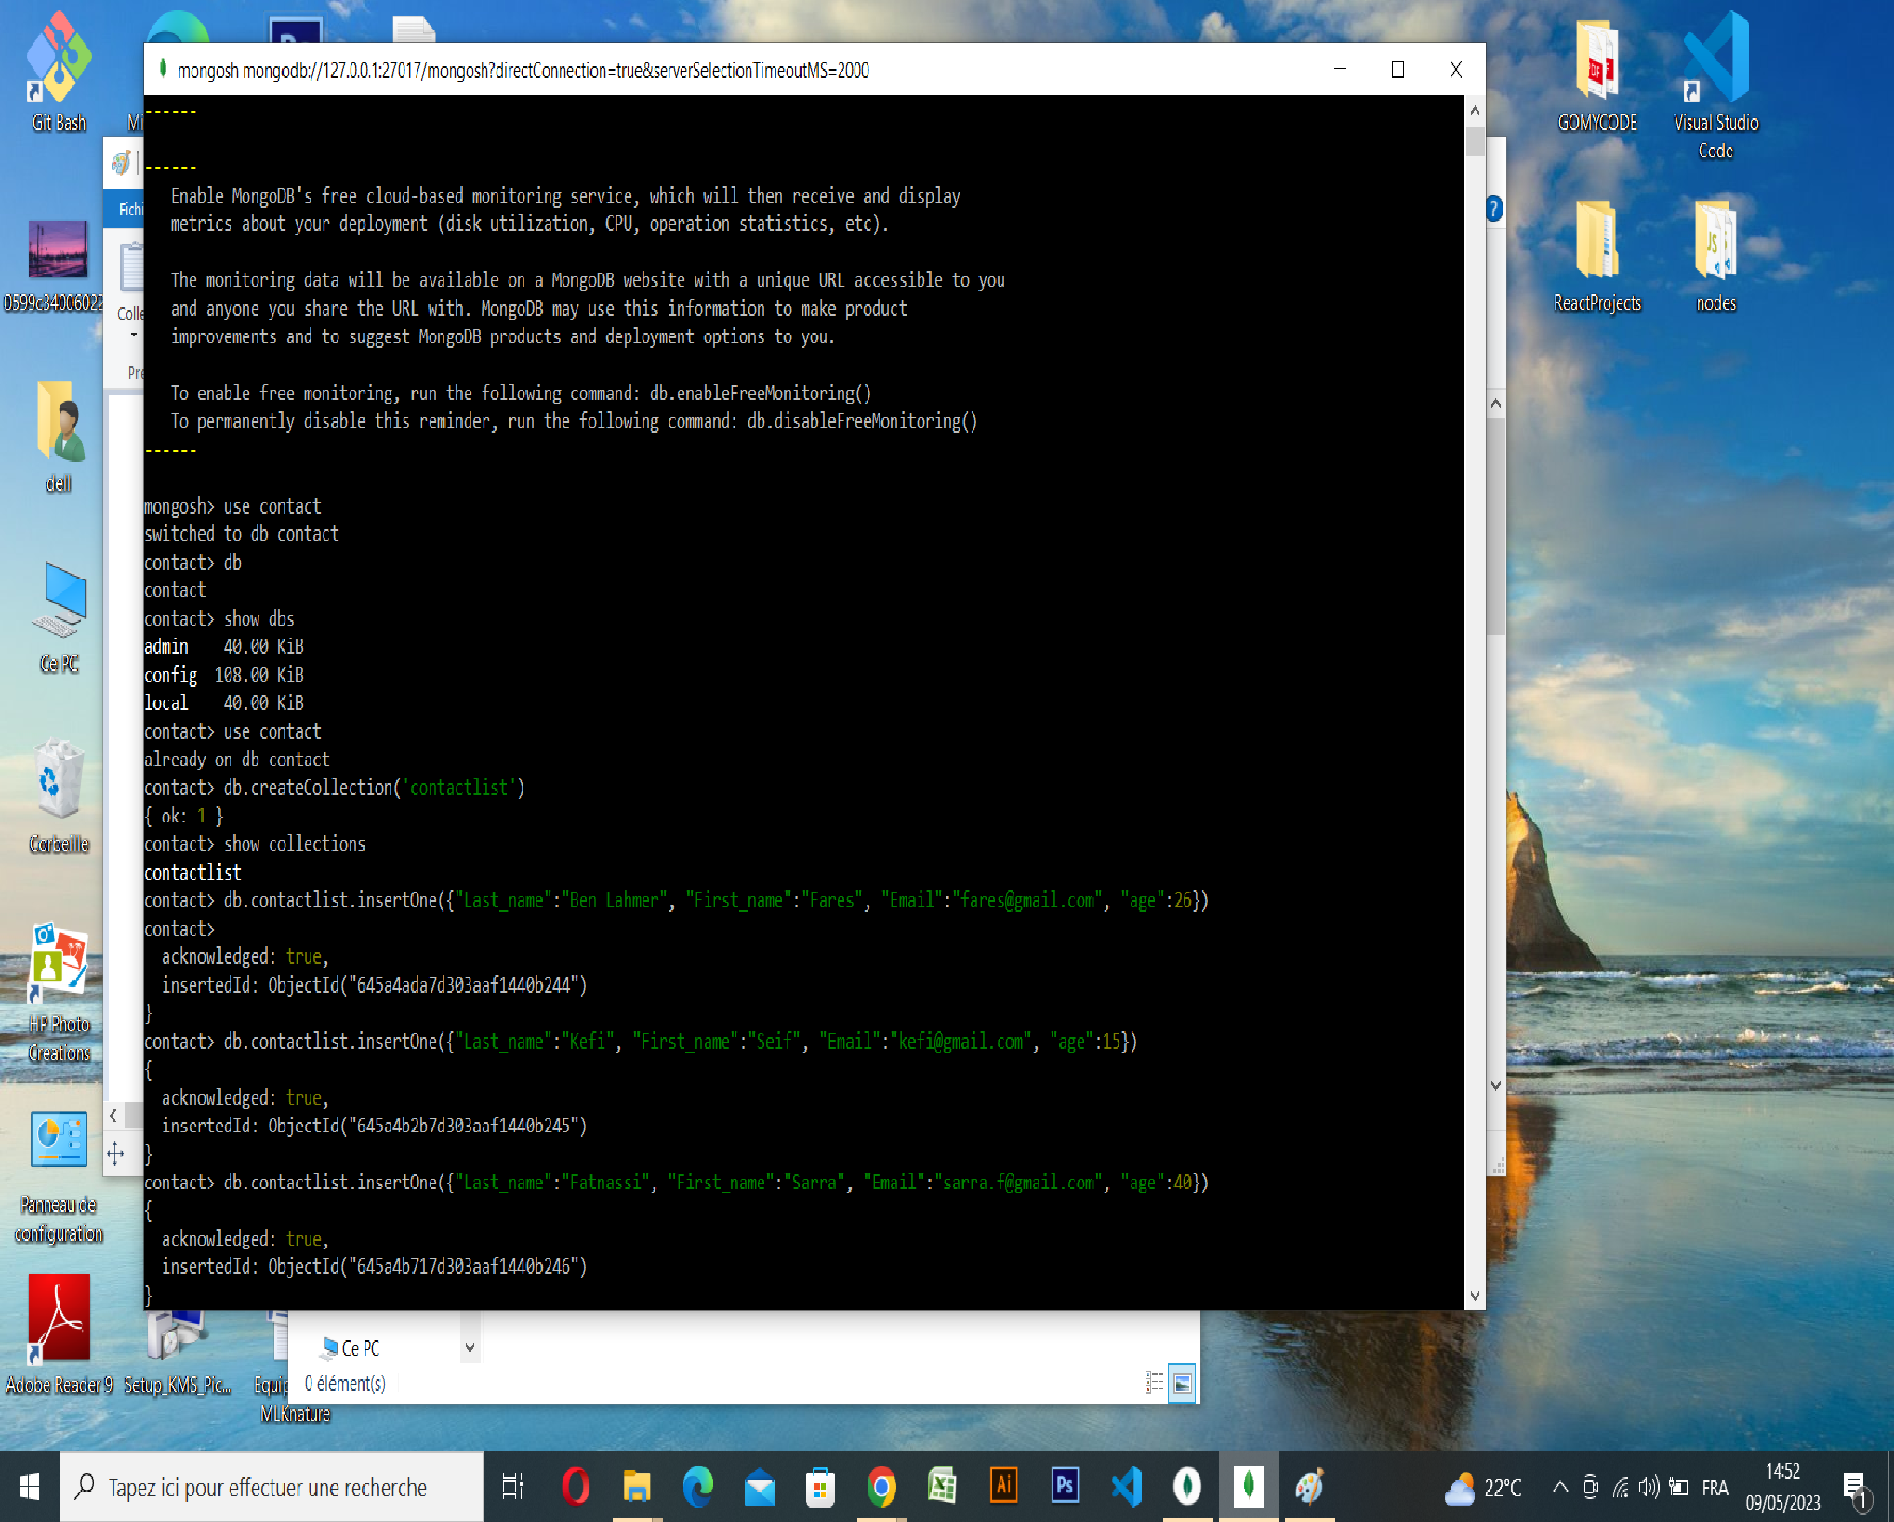 mongosh mongodb://127.0.0.1:27017/mongosh?directConnection=true&serverSelectionTimeoutMS=2000
------
------
Enable MongoDB's free cloud-based monitoring service, which will then receive and display
metrics about your deployment (disk utilization, CPU, operation statistics, etc).
The monitoring data will be available on a MongoDB website with a unique URL accessible to you
and anyone you share the URL with. MongoDB may use this information to make product
improvements and to suggest MongoDB products and deployment options to you.
To enable free monitoring, run the following command: db.enableFreeMonitoring()
To permanently disable this reminder, run the following command: db.disableFreeMonitoring()
------
mongosh> use contact
switched to db contact
contact> db
contact
contact> show dbs
admin 40.00 KiB
config 108.00 KiB
local 40.00 KiB
contact> use contact
already on db contact
contact> db.createCollection('contactlist')
{ ok: 1 }
contact> show collections
contactlist
contact> db.contactlist.insertOne({"Last_name":"Ben Lahmer", "First_name":"Fares", "Email":"fares@gmail.com", "age":26})
contact>
acknowledged: true,
insertedId: ObjectId("645a4ada7d303aaf1440b244")
}
contact> db.contactlist.insertOne({"Last_name":"Kefi", "First_name":"Seif", "Email":"kefi@gmail.com", "age":15})
{
acknowledged: true,
insertedId: ObjectId("645a4b2b7d303aaf1440b245")
}
contact> db.contactlist.insertOne({"Last_name":"Fatnassi", "First_name":"Sarra", "Email":"sarra.f@gmail.com", "age":40})
{
acknowledged: true,
insertedId: ObjectId("645a4b717d303aaf1440b246")
}
Git Bash
Mi
0599c34006022
dell
Ce PC
Corbeille
HP Photo
Creations
Panneau de
configuration
Adobe Reader 9
Setup_KMS_Pic...
Equip
MLKnature
Fichi
Colle
Pre
GOMYCODE
Visual Studio
Code
ReactProjects
nodes
Ce PC
0 élément(s)
Tapez ici pour effectuer une recherche
22°C
FRA
14:52
09/05/2023
1